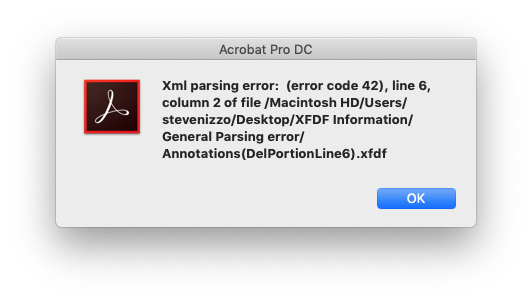 Acrobat Pro DC
Xml parsing error:  (error code 42), line 6,
column 2 of file /Macintosh HD/Users/
stevenizzo/Desktop/XFDF Information/
General Parsing error/
Annotations(DelPortionLine6).xfdf
OK